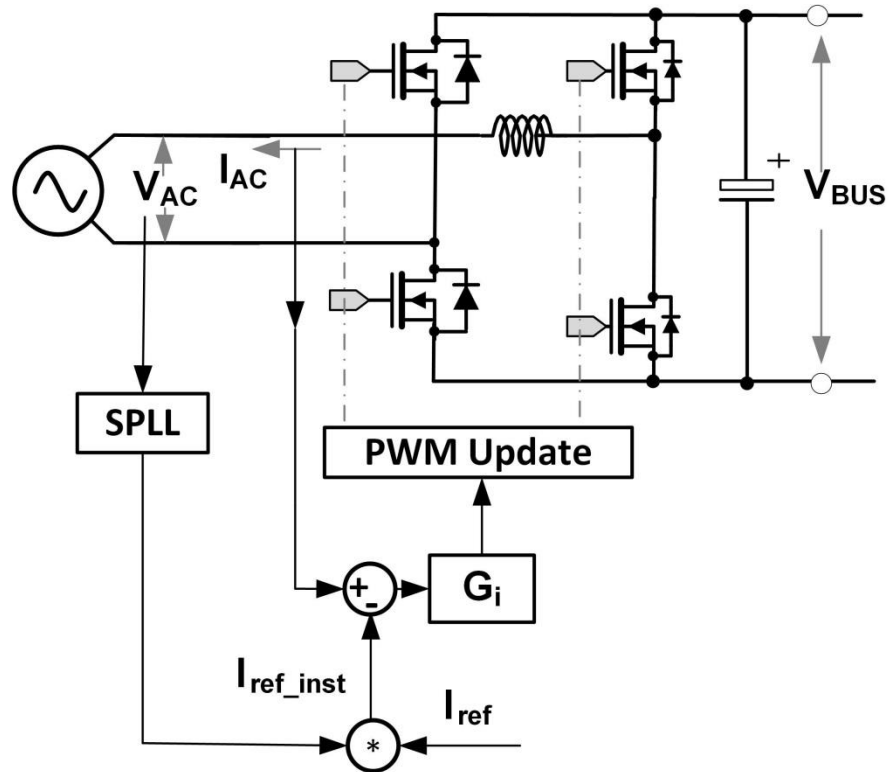 +
V_AC
I_AC
V_BUS
SPLL
PWM Update
+
-
G_i
I_ref_inst
I_ref
*